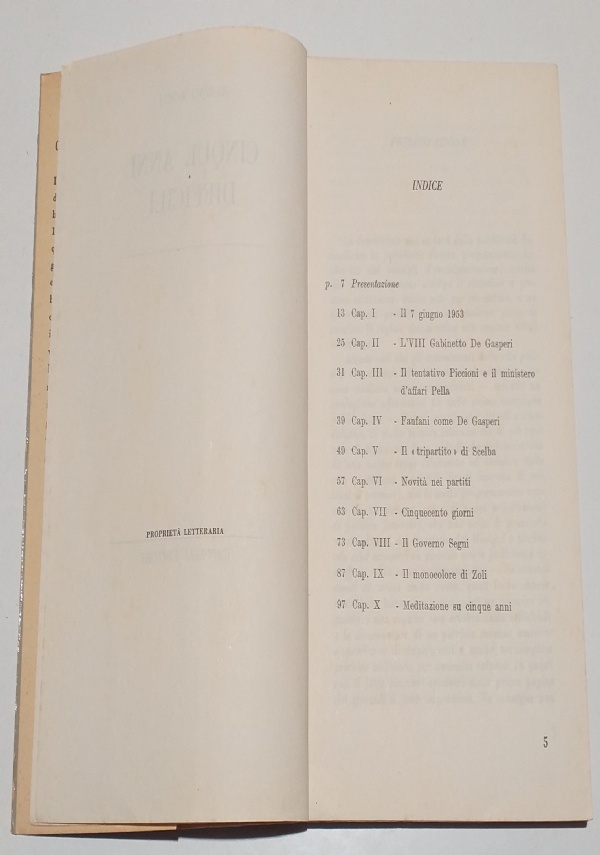 PROPRIETÀ LETTERARIA
INDICE
p. 7 Presentazione
13 Cap. I - Il 7 giugno 1953
25 Cap. II - L'VIII Gabinetto De Gasperi
31 Cap. III - Il tentativo Piccioni e il ministero
d'affari Pella
39 Cap. IV - Fanfani come De Gasperi
49 Cap. V - Il «tripartito» di Scelba
57 Cap. VI - Novità nei partiti
63 Cap. VII - Cinquecento giorni
73 Cap. VIII - Il Governo Segni
87 Cap. IX - Il monocolore di Zoli
97 Cap. X - Meditazione su cinque anni
5